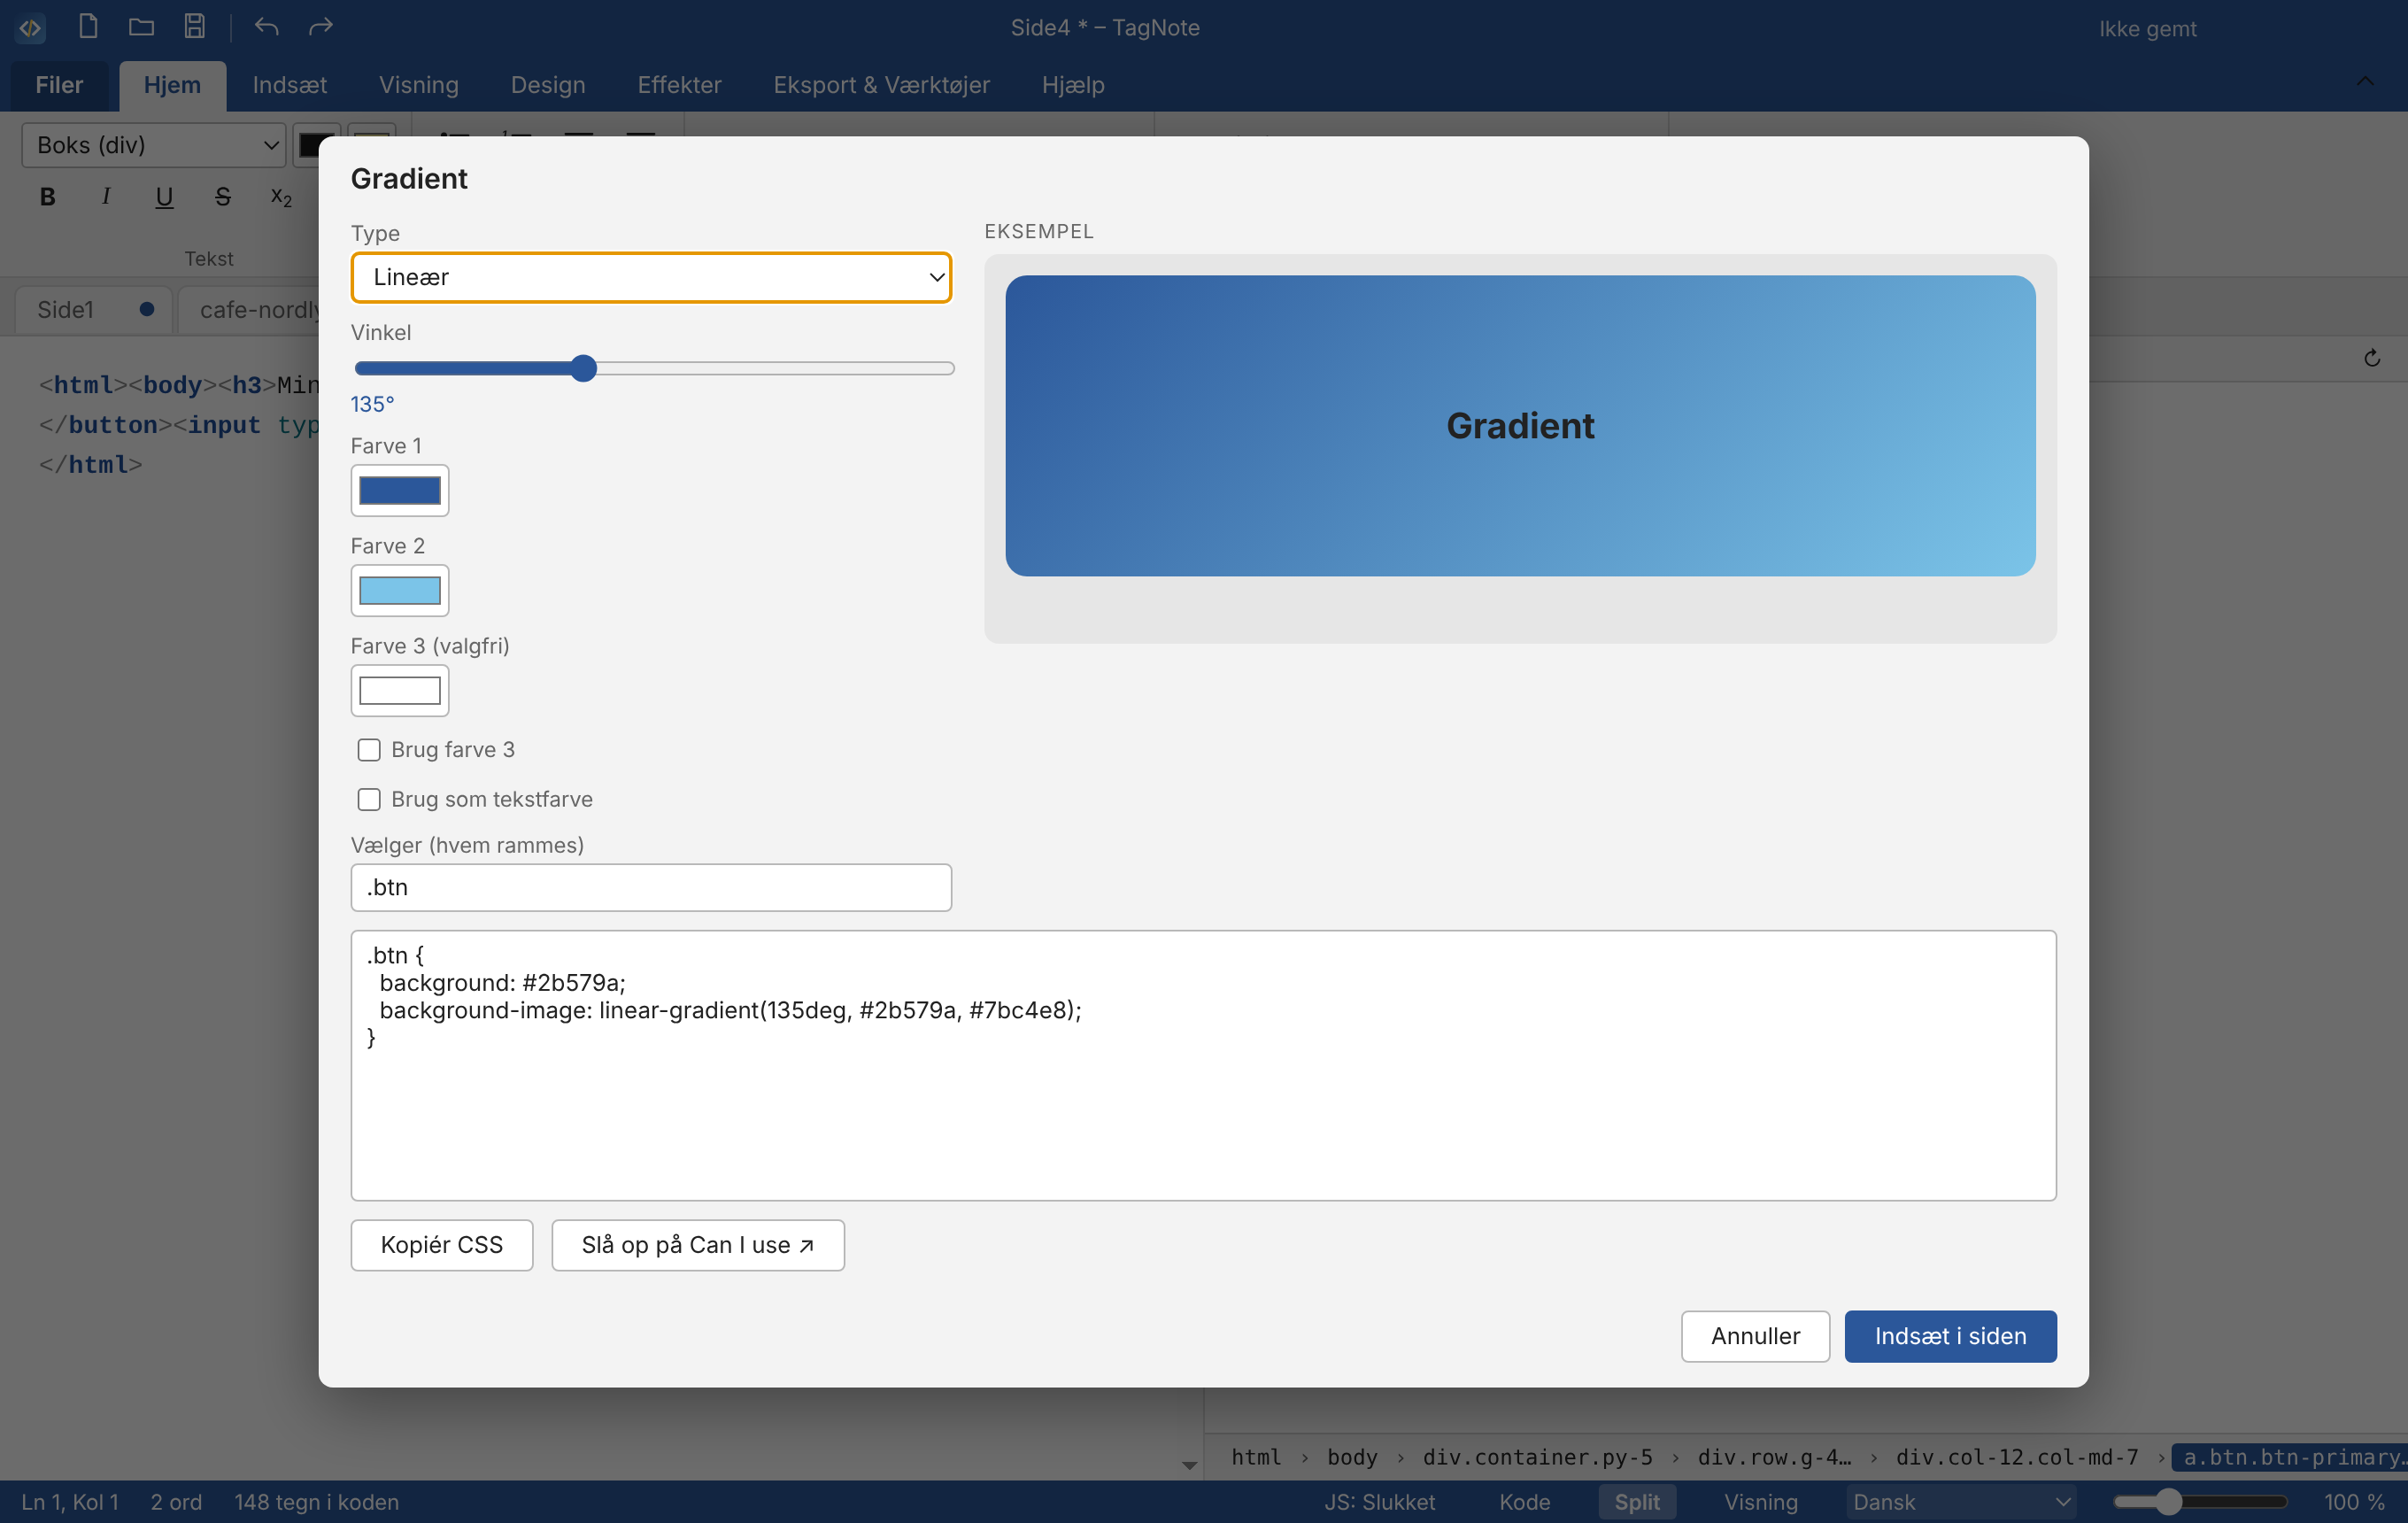 Side4 * – TagNote
Ikke gemt
Filer
Hjem
Indsæt
Visning
Design
Effekter
Eksport & Værktøjer
Hjælp
Boks (div)
B I U S x₂
Tekst
Side1
cafe-nordly
<html><body><h3>Min
</button><input typ
</html>
Gradient
Type
Lineær
Vinkel
135°
Farve 1
Farve 2
Farve 3 (valgfri)
Brug farve 3
Brug som tekstfarve
Vælger (hvem rammes)
.btn
EKSEMPEL
Gradient
.btn {
  background: #2b579a;
  background-image: linear-gradient(135deg, #2b579a, #7bc4e8);
}
Kopiér CSS
Slå op på Can I use ↗
Annuller
Indsæt i siden
html › body › div.container.py-5 › div.row.g-4… › div.col-12.col-md-7 › a.btn.btn-primary…
Ln 1, Kol 1
2 ord
148 tegn i koden
JS: Slukket
Kode
Split
Visning
Dansk
100 %